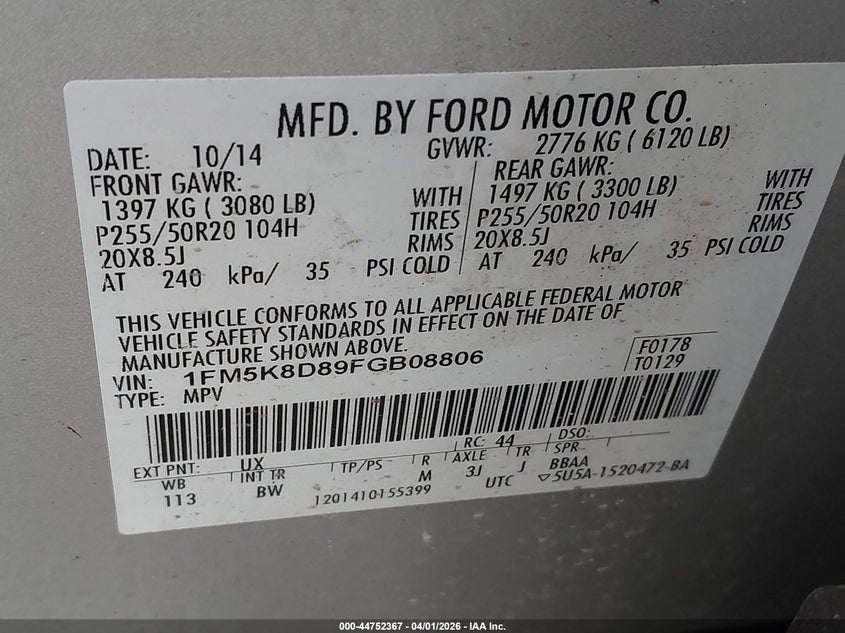 MFD. BY FORD MOTOR CO.
DATE: 10/14 GVWR: 2776 KG ( 6120 LB)
FRONT GAWR: REAR GAWR:
1397 KG ( 3080 LB) WITH 1497 KG ( 3300 LB) WITH
P255/50R20 104H TIRES P255/50R20 104H TIRES
20X8.5J RIMS 20X8.5J RIMS
AT 240 kPa/ 35 PSI COLD AT 240 kPa/ 35 PSI COLD
THIS VEHICLE CONFORMS TO ALL APPLICABLE FEDERAL MOTOR
VEHICLE SAFETY STANDARDS IN EFFECT ON THE DATE OF
MANUFACTURE SHOWN ABOVE.
VIN: 1FM5K8D89FGB08806 F0178
TYPE: MPV T0129
RC: 44 DSO:
EXT PNT: UX
WB INT TR TP/PS R AXLE TR SPR
113 BW M 3J J BBAA
1201410155399 UTC ▽5U5A-1520472-BA
000-44752367 - 04/01/2026 - IAA Inc.